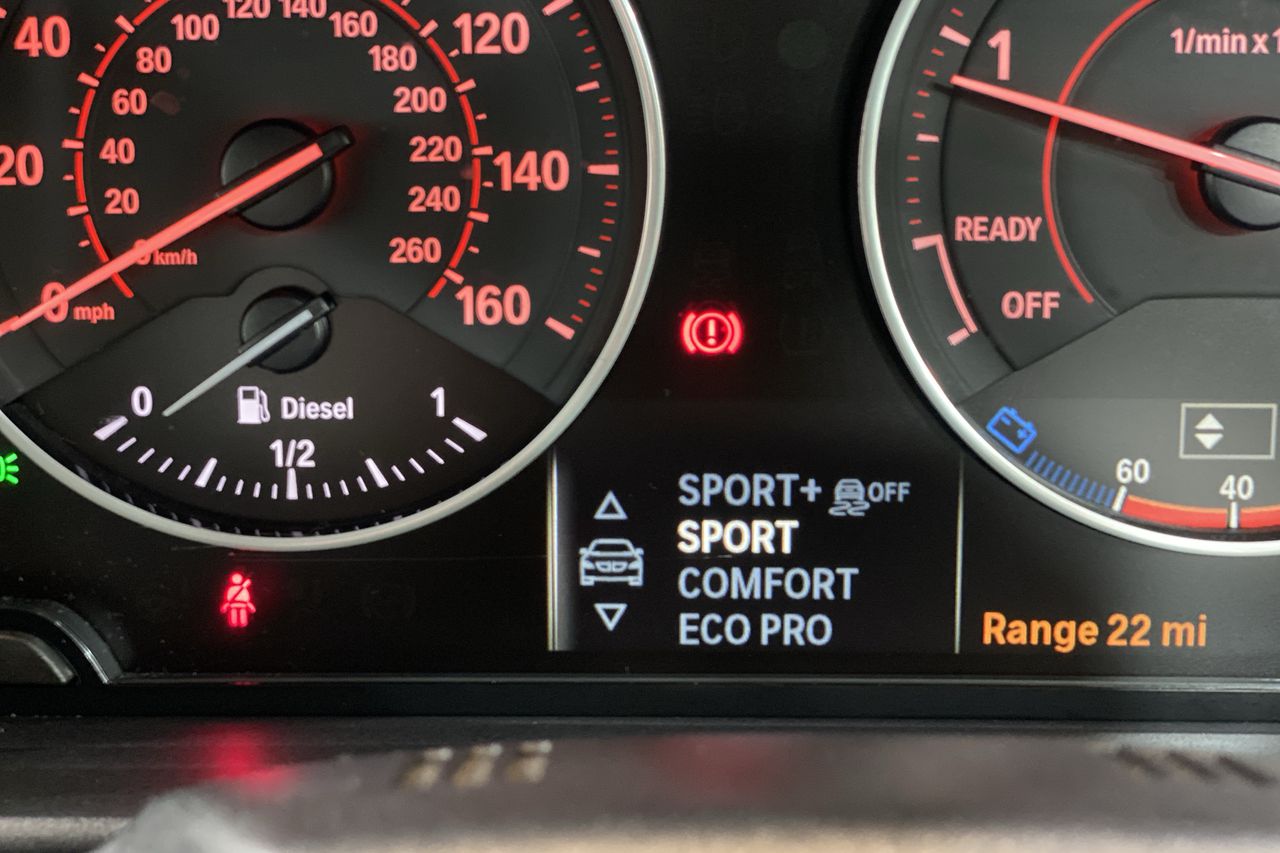 40
100
120
140
160
120
80
180
60
200
40
220
20
140
20
240
0 km/h
260
0 mph
160
0
Diesel
1
1/2
1
1/min x 1
READY
OFF
60
40
SPORT+ OFF
SPORT
COMFORT
ECO PRO
Range 22 mi